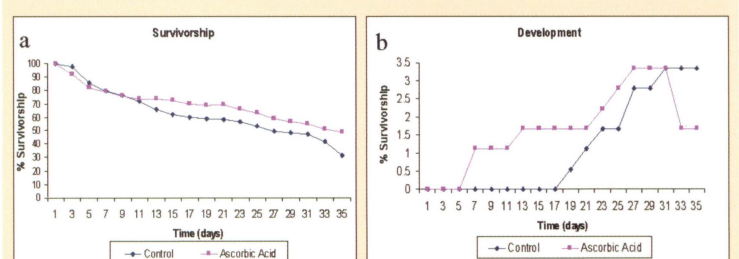 a
Survivorship
% Survivorship
100
90
80
70
60
50
40
30
20
10
0
1 3 5 7 9 11 13 15 17 19 21 23 25 27 29 31 33 35
Time (days)
Control Ascorbic Acid
b
Development
% Survivorship
3.5
3
2.5
2
1.5
1
0.5
0
1 3 5 7 9 11 13 15 17 19 21 23 25 27 29 31 33 35
Time (days)
Control Ascorbic Acid